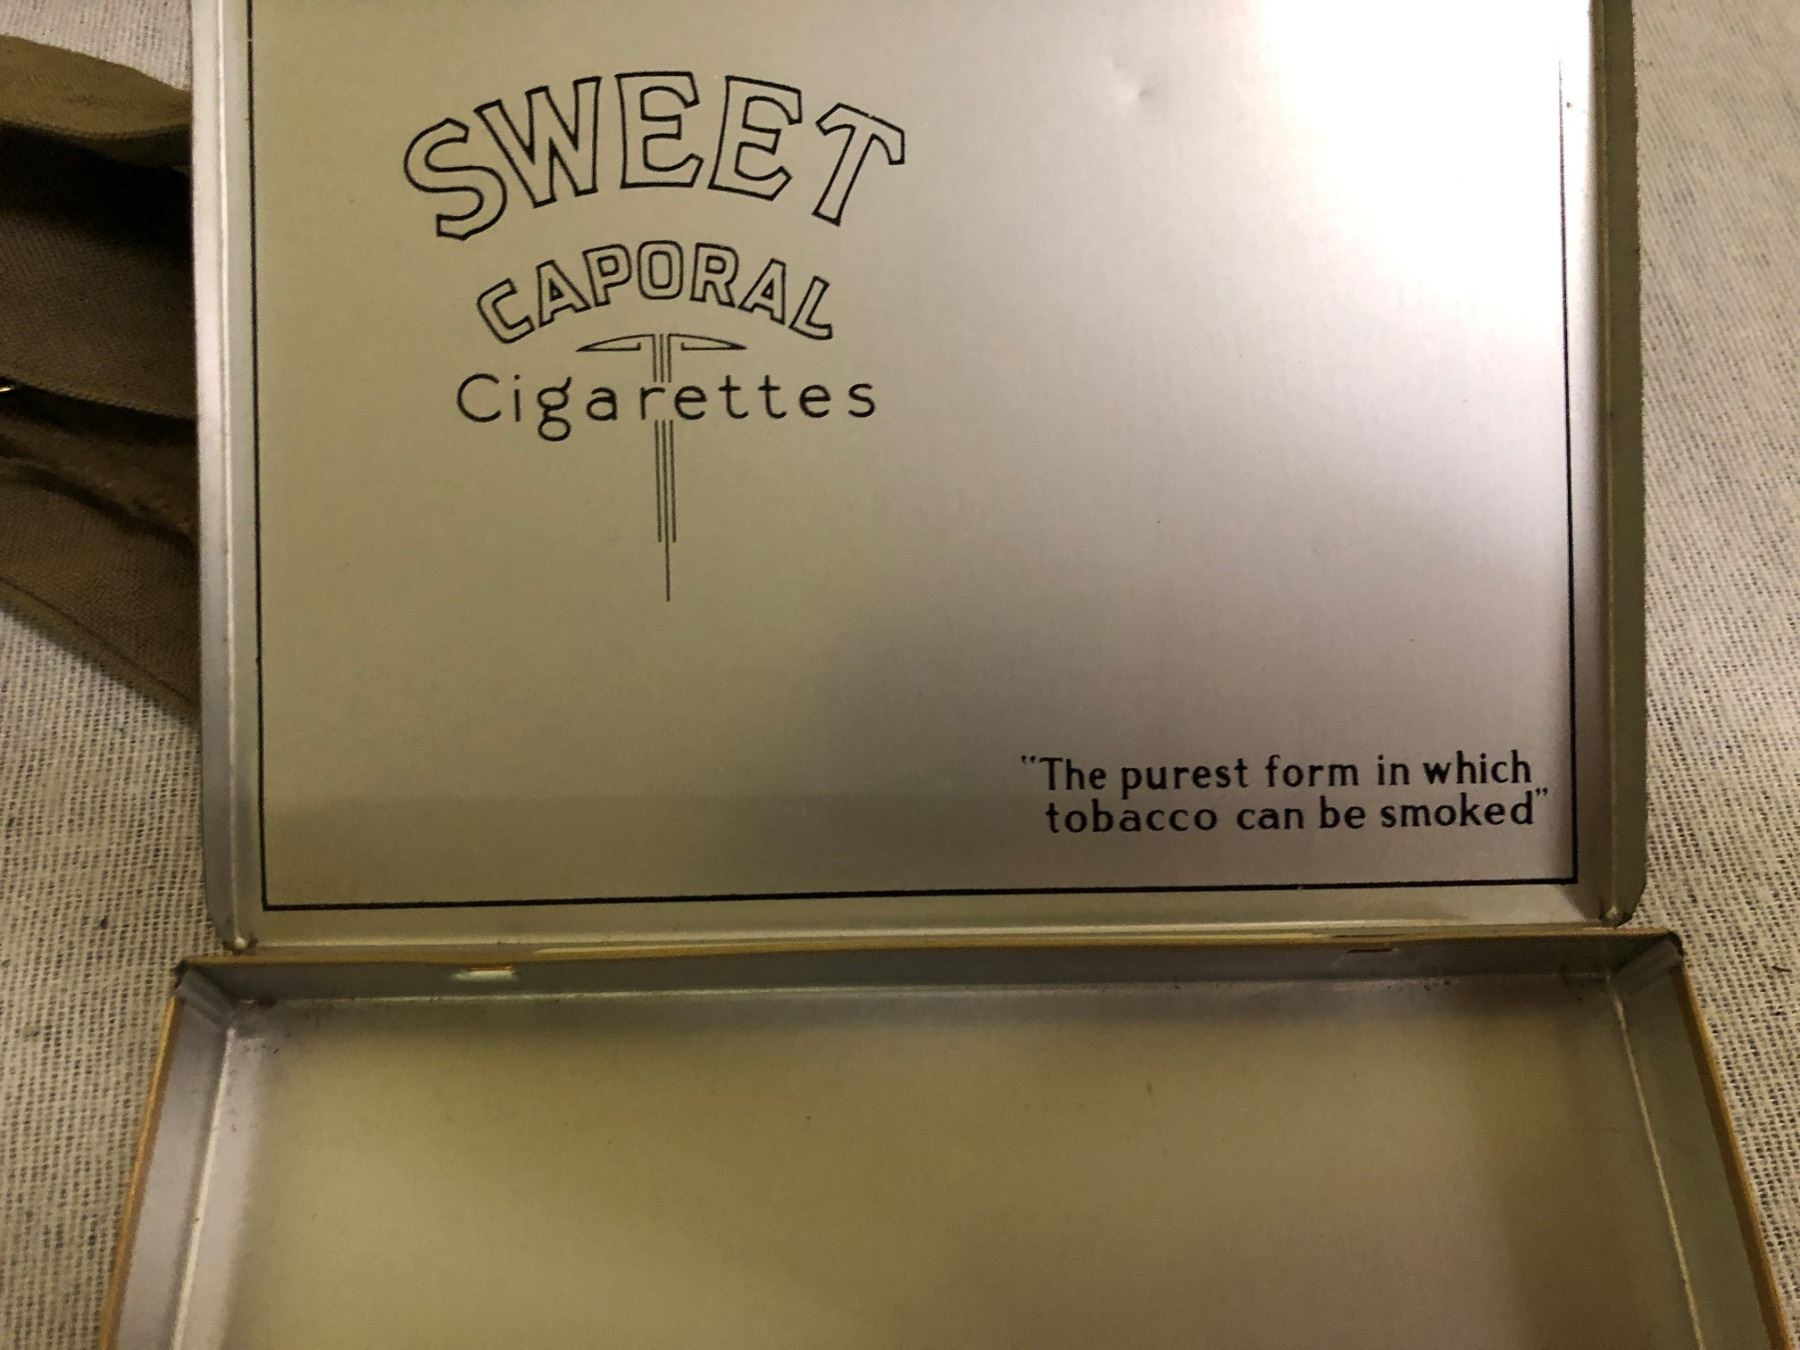 SWEET
CAPORAL
Cigarettes
"The purest form in which
tobacco can be smoked"